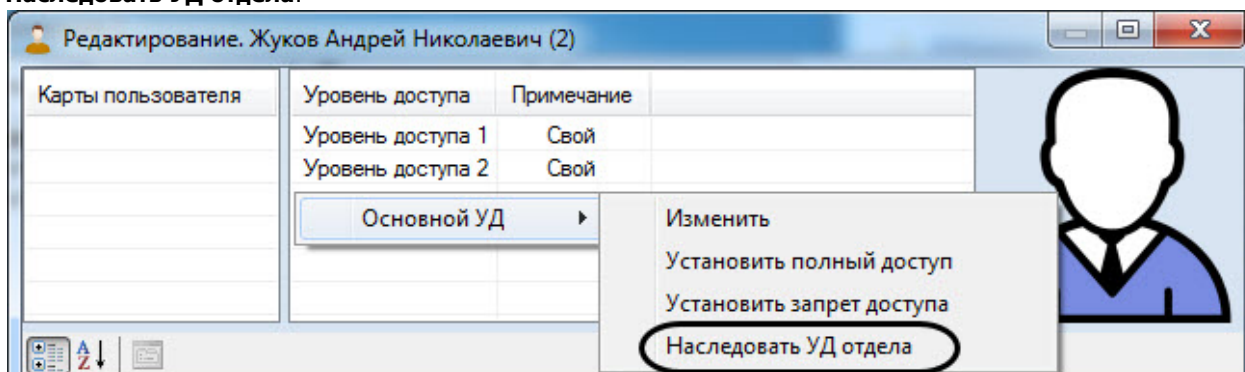 Наследовать УД отдела.
Редактирование. Жуков Андрей Николаевич (2)
Карты пользователя
Уровень доступа Примечание
Уровень доступа 1 Свой
Уровень доступа 2 Свой
Основной УД
Изменить
Установить полный доступ
Установить запрет доступа
Наследовать УД отдела